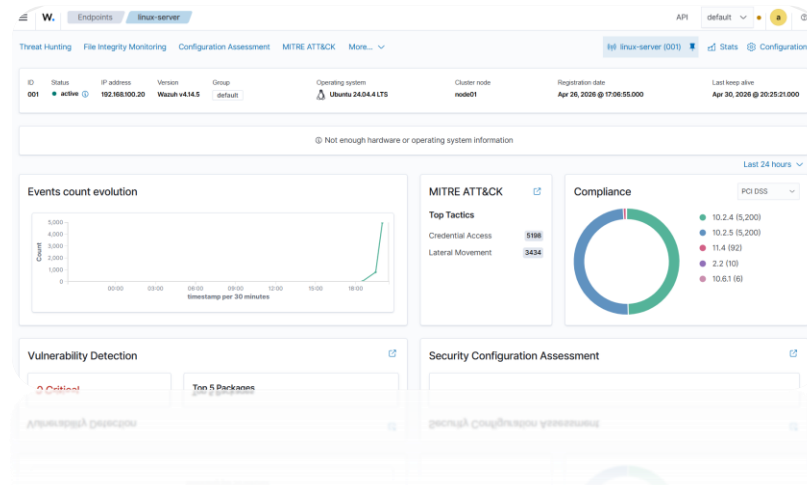 W. Endpoints linux-server API default a
Threat Hunting File Integrity Monitoring Configuration Assessment MITRE ATT&CK More... linux-server (001) Stats Configuration
ID Status IP address Version Group Operating system Cluster node Registration date Last keep alive
001 active 192.168.100.20 Wazuh v4.14.5 default Ubuntu 24.04.4 LTS node01 Apr 26, 2026 @ 17:06:55.000 Apr 30, 2026 @ 20:25:21.000
Not enough hardware or operating system information
Last 24 hours
Events count evolution
5,000
4,000
3,000
2,000
1,000
0
Count
00:00 03:00 06:00 09:00 12:00 15:00 18:00
timestamp per 30 minutes
MITRE ATT&CK
Top Tactics
Credential Access 5198
Lateral Movement 3434
Compliance PCI DSS
10.2.4 (5,200)
10.2.5 (5,200)
11.4 (92)
2.2 (10)
10.6.1 (6)
Vulnerability Detection
Security Configuration Assessment
Critical
Top 5 Packages